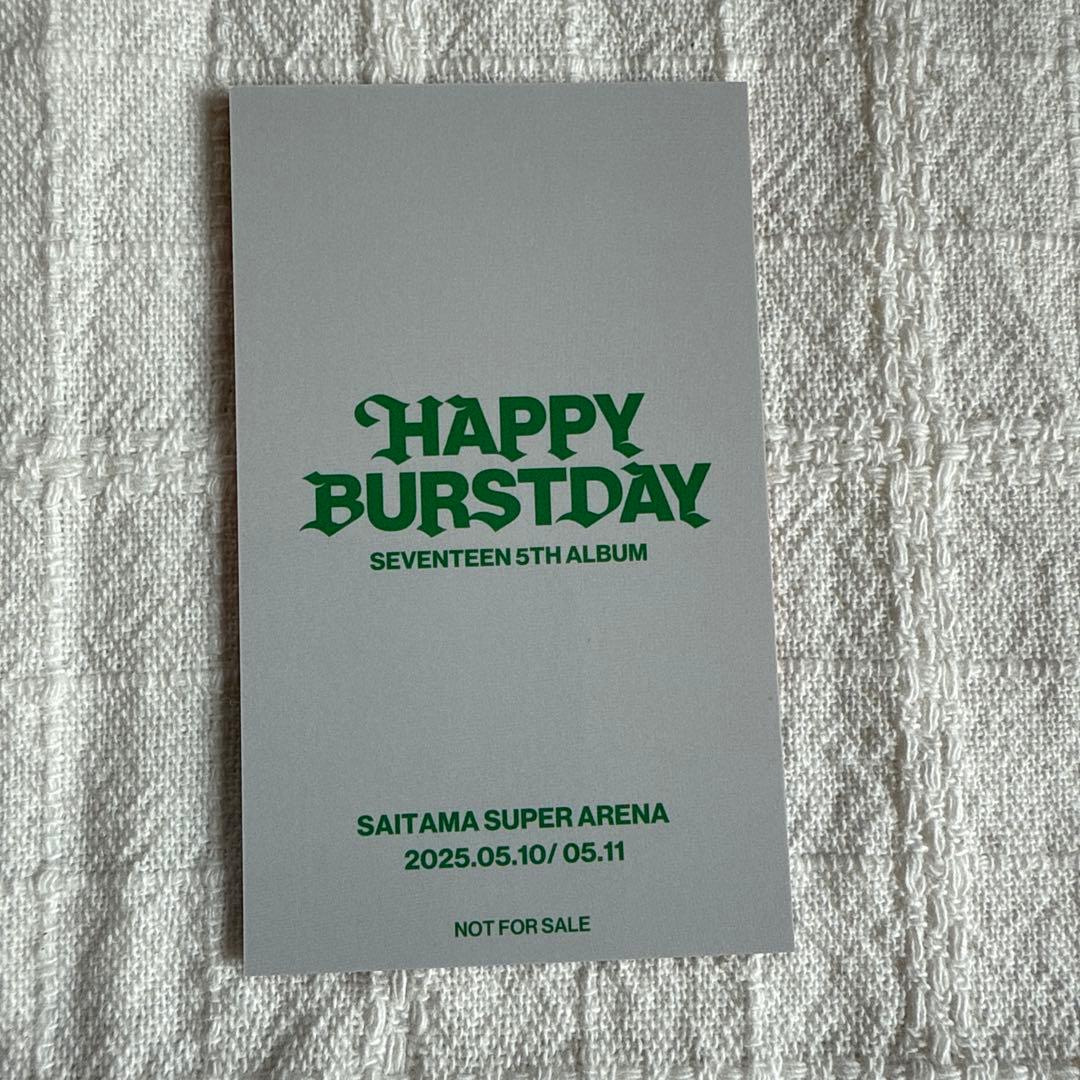 HAPPY
BURSTDAY
SEVENTEEN 5TH ALBUM
SAITAMA SUPER ARENA
2025.05.10/ 05.11
NOT FOR SALE